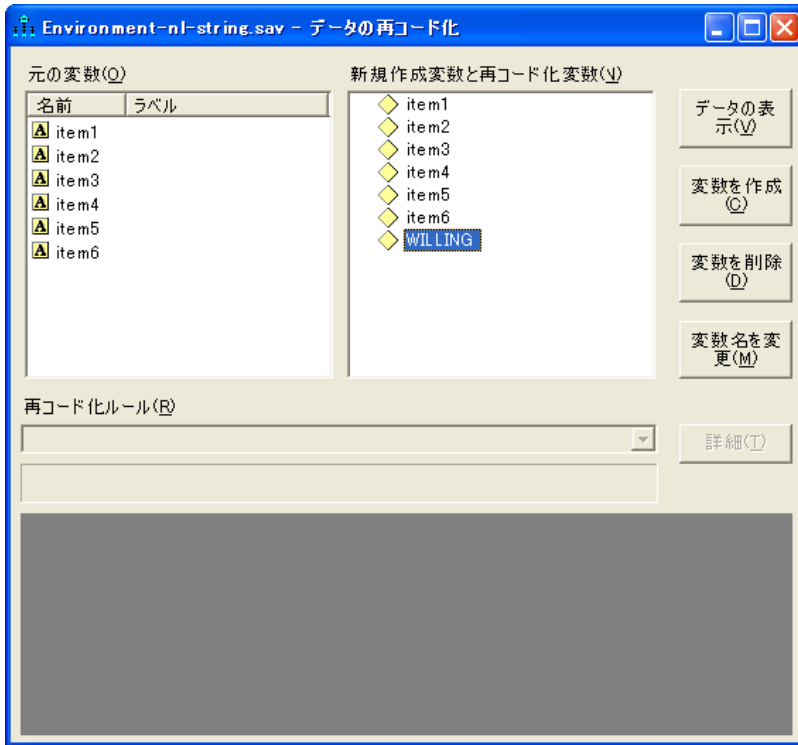 Environment-nl-string.sav - データの再コード化
元の変数(O)
名前 ラベル
item1
item2
item3
item4
item5
item6
新規作成変数と再コード化変数(V)
item1
item2
item3
item4
item5
item6
WILLING
データの表
示(V)
変数を作成
(C)
変数を削除
(D)
変数名を変
更(M)
再コード化ルール(R)
詳細(T)